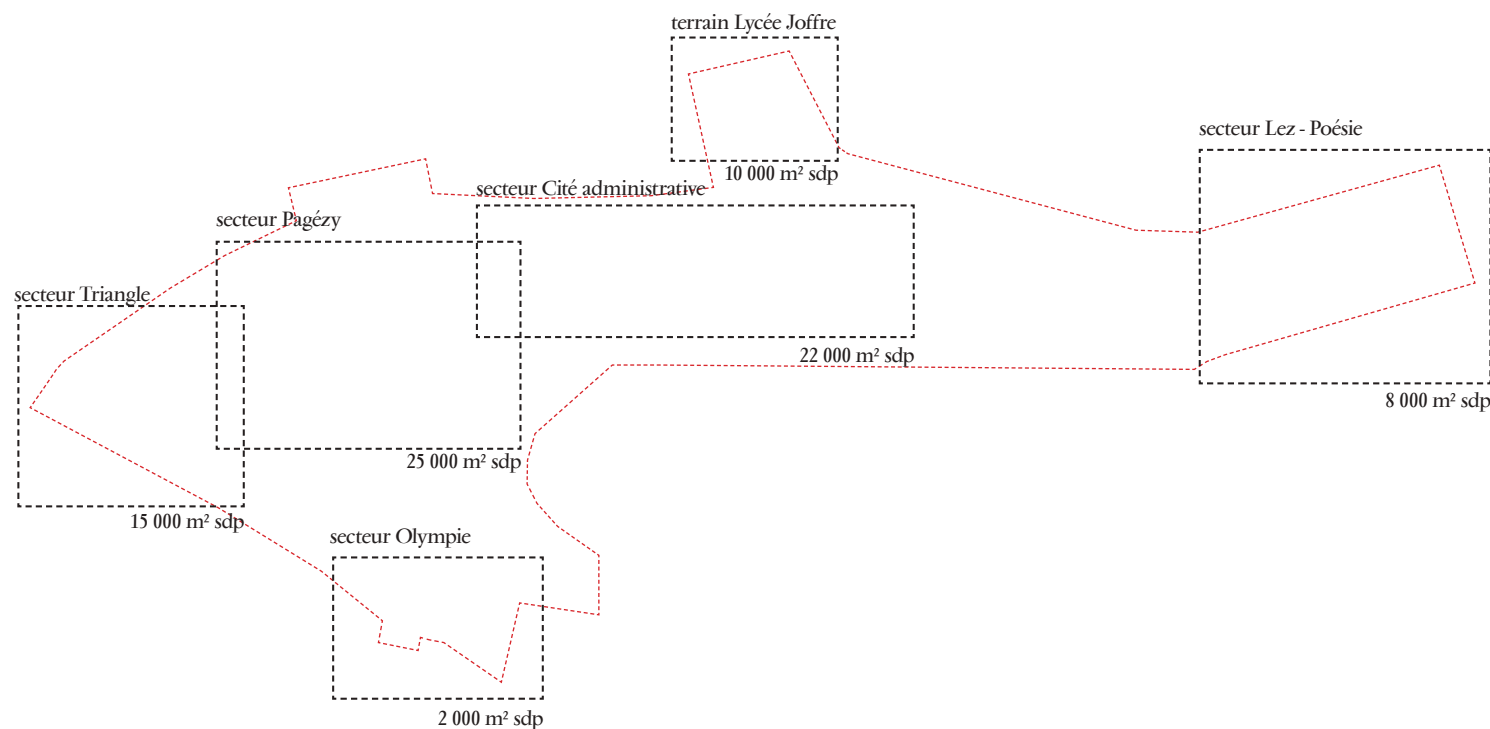 terrain Lycée Joffre
10 000 m² sdp
secteur Lez - Poésie
8 000 m² sdp
secteur Cité administrative
22 000 m² sdp
secteur Pagézy
25 000 m² sdp
secteur Triangle
15 000 m² sdp
secteur Olympie
2 000 m² sdp